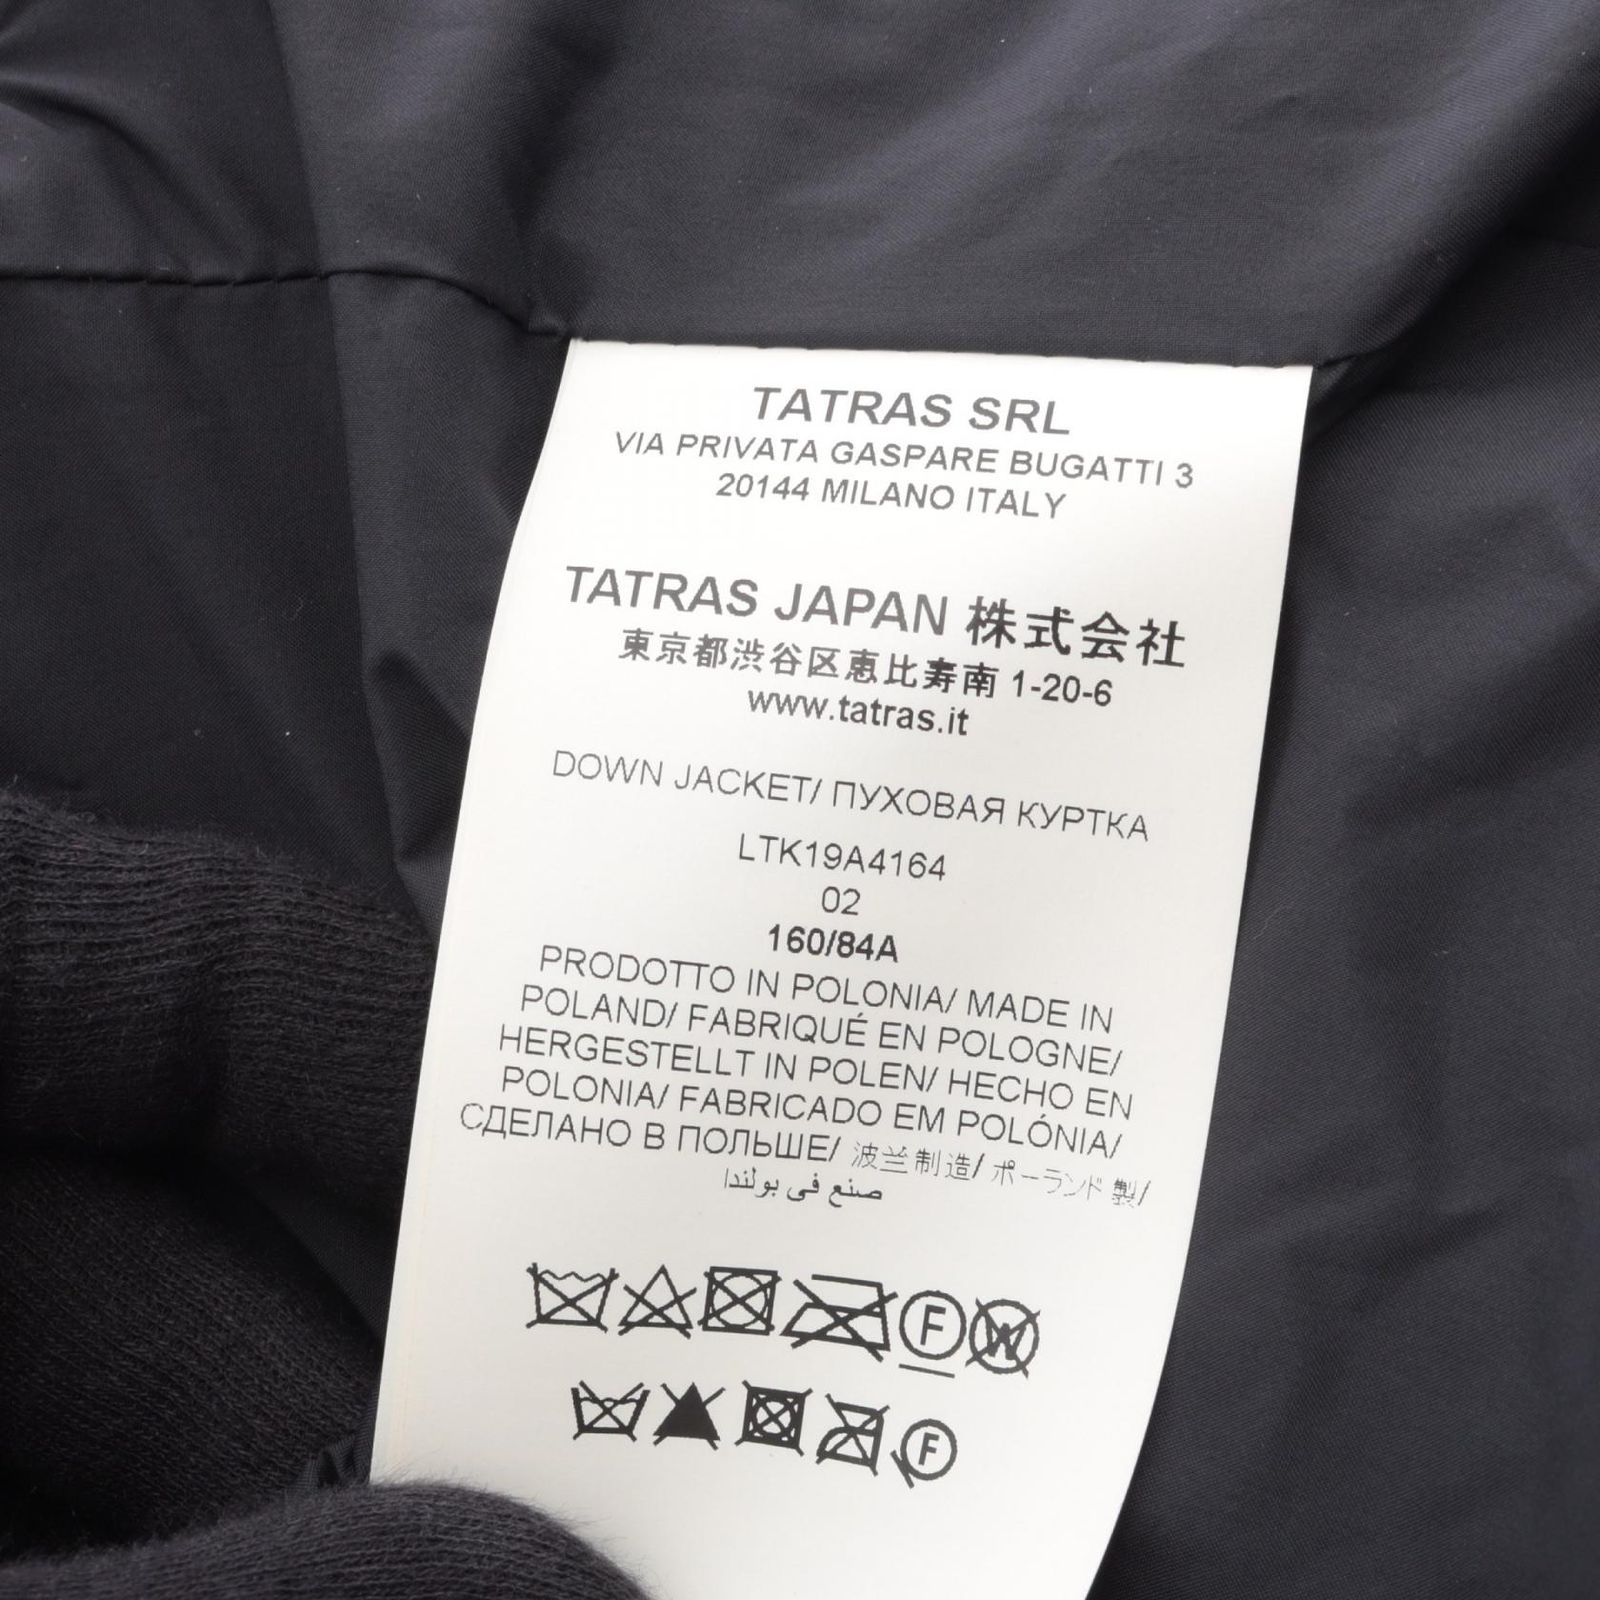 TATRAS SRL
VIA PRIVATA GASPARE BUGATTI 3
20144 MILANO ITALY
TATRAS JAPAN 株式会社
東京都渋谷区恵比寿南 1-20-6
www.tatras.it
DOWN JACKET/ ПУХОВАЯ КУРТКА
LTK19A4164
02
160/84A
PRODOTTO IN POLONIA/ MADE IN
POLAND/ FABRIQUÉ EN POLOGNE/
HERGESTELLT IN POLEN/ HECHO EN
POLONIA/ FABRICADO EM POLÓNIA/
СДЕЛАНО В ПОЛЬШЕ/ 波兰制造/ ポーランド製/
صنع في بولندا
F W
F